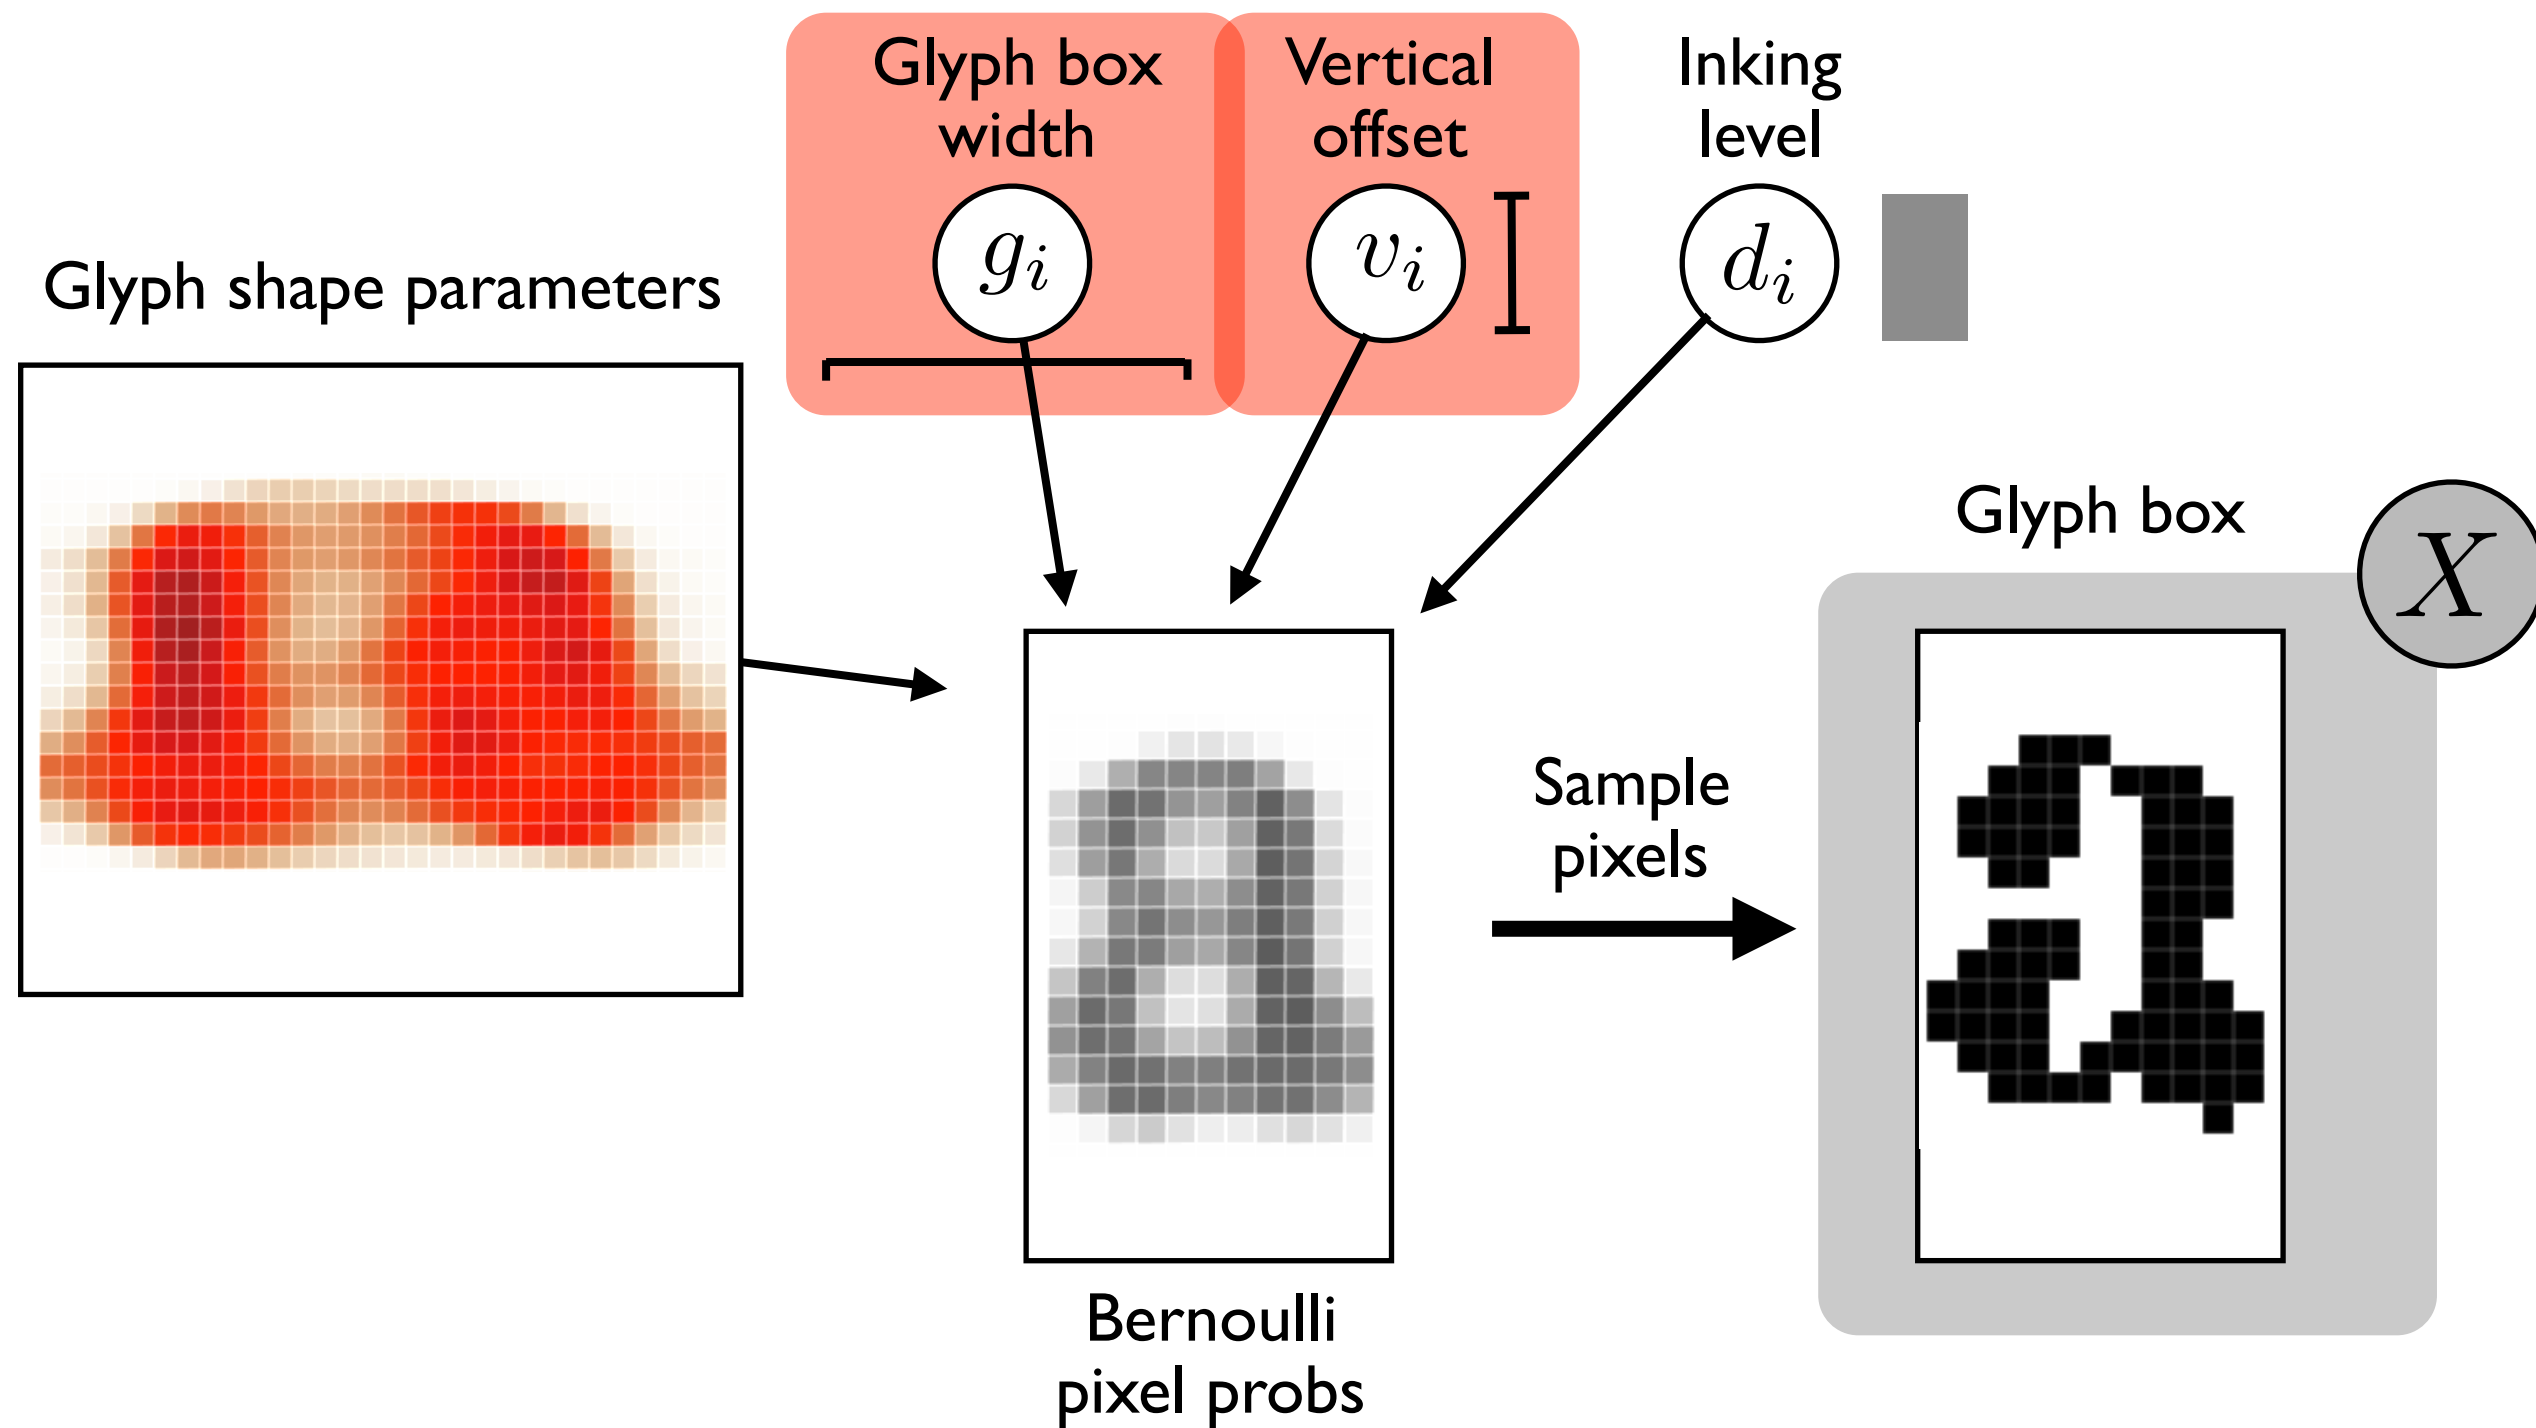 Glyph box
width
Vertical
offset
Inking
level
g_i
v_i
d_i
Glyph shape parameters
Glyph box
X
Sample
pixels
Bernoulli
pixel probs